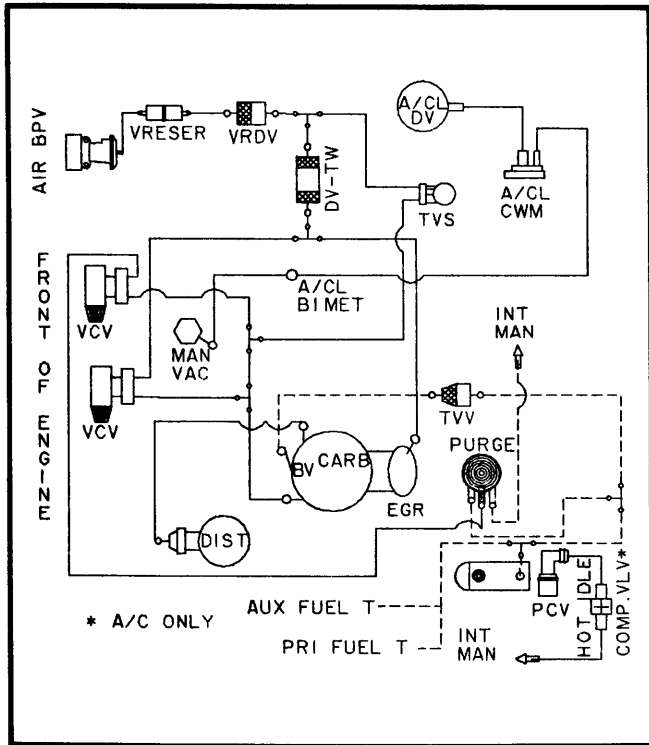 AIR BPV
VRESER
VRDV
DV-TW
A/CL
DV
A/CL
CWM
TVS
FRONT OF ENGINE
VCV
A/CL
BIMET
MAN
VAC
INT
MAN
VCV
TVV
PURGE
BV
CARB
EGR
DIST
AUX FUEL T
* A/C ONLY
PRI FUEL T
PCV
HOT IDLE
COMP. VLV*
INT
MAN